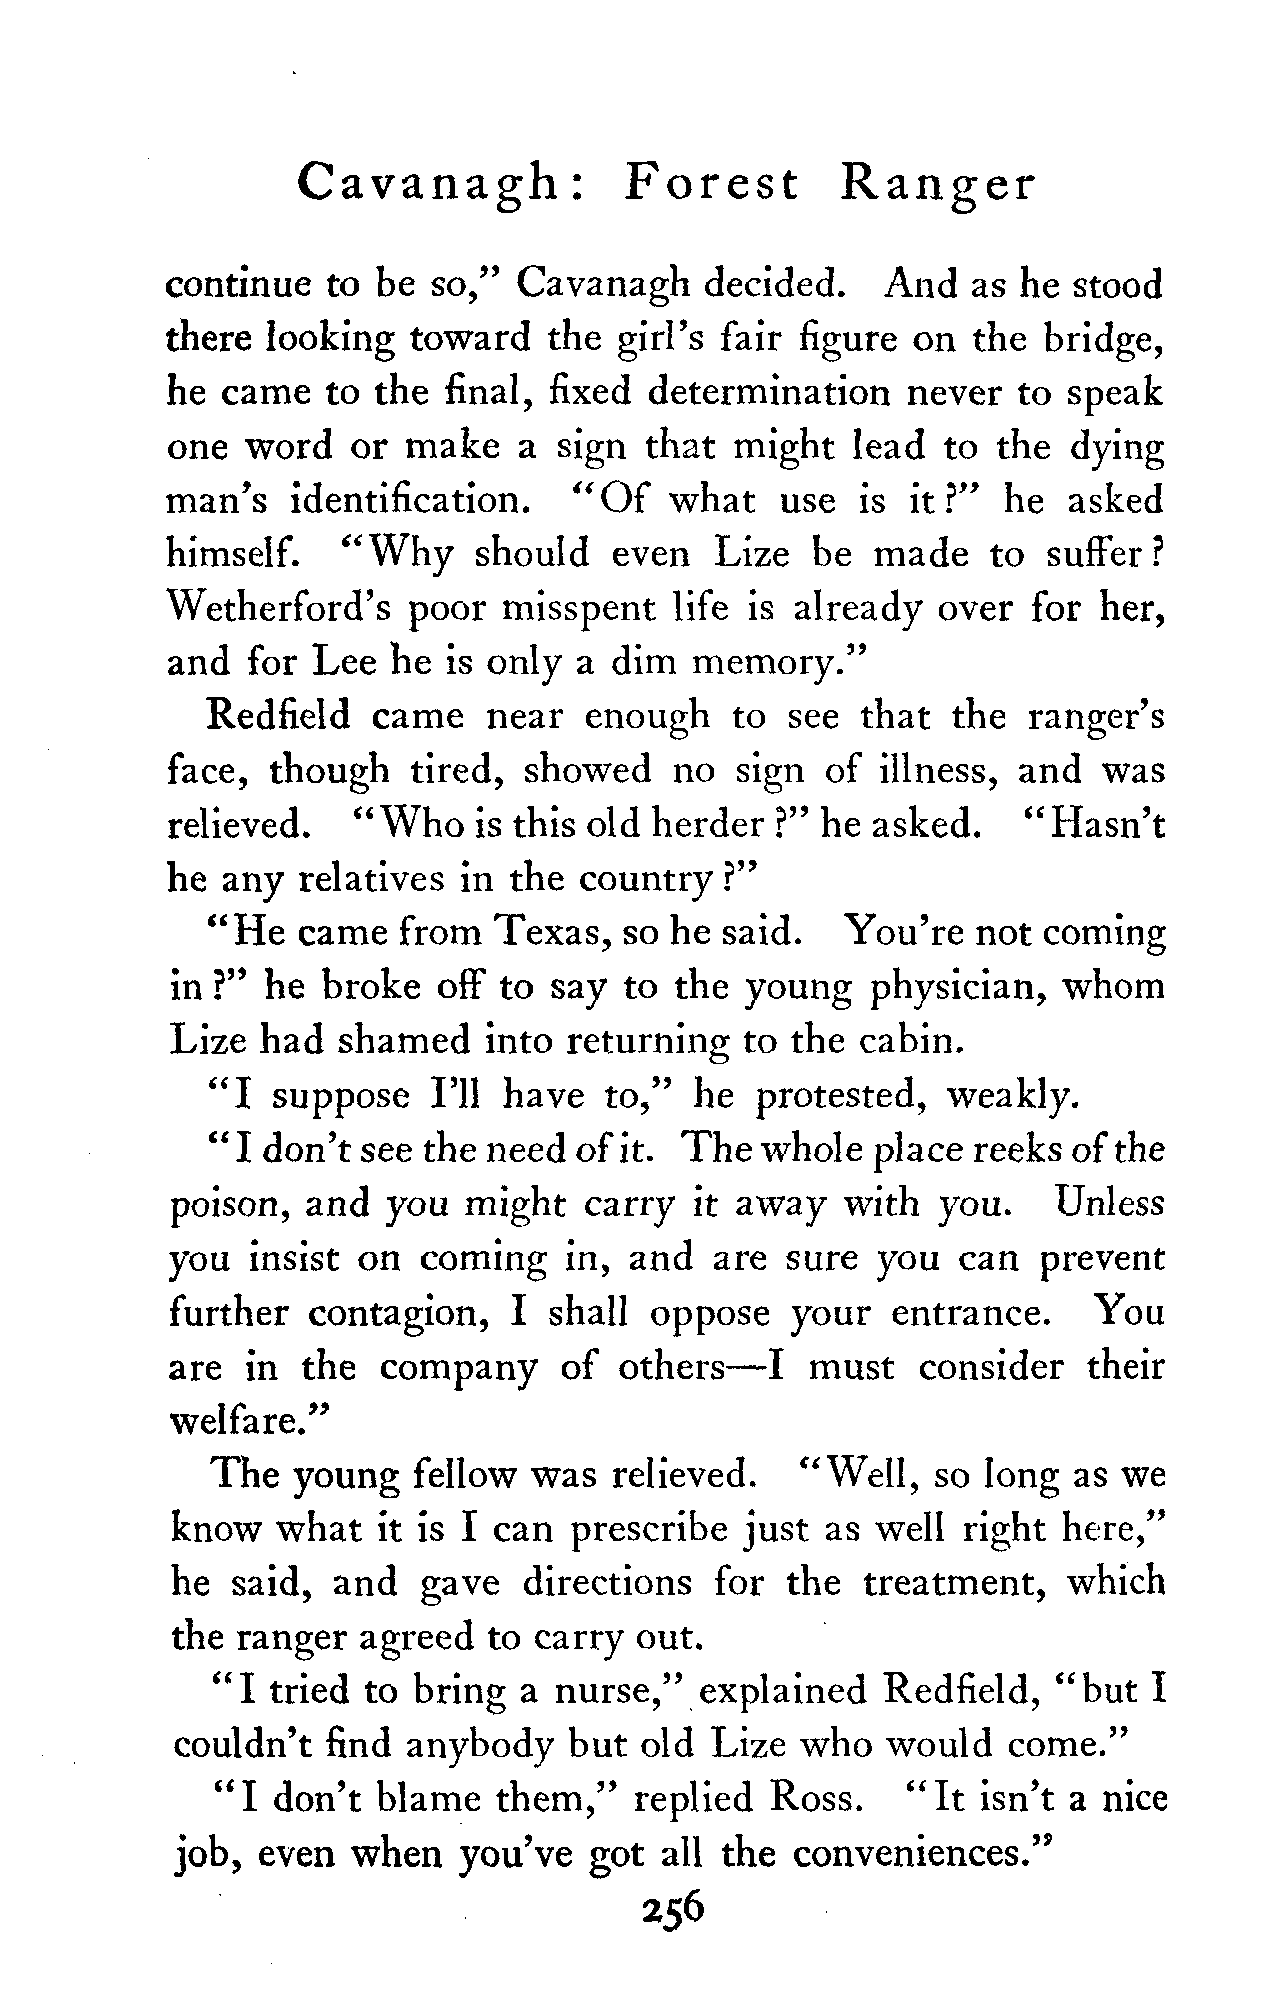 Cavanagh: Forest Ranger
continue to be so," Cavanagh decided. And as he stood
there looking toward the girl's fair figure on the bridge,
he came to the final, fixed determination never to speak
one word or make a sign that might lead to the dying
man's identification. "Of what use is it?" he asked
himself. "Why should even Lize be made to suffer?
Wetherford's poor misspent life is already over for her,
and for Lee he is only a dim memory."
Redfield came near enough to see that the ranger's
face, though tired, showed no sign of illness, and was
relieved. "Who is this old herder?" he asked. "Hasn't
he any relatives in the country?"
"He came from Texas, so he said. You're not coming
in?" he broke off to say to the young physician, whom
Lize had shamed into returning to the cabin.
"I suppose I'll have to," he protested, weakly.
"I don't see the need of it. The whole place reeks of the
poison, and you might carry it away with you. Unless
you insist on coming in, and are sure you can prevent
further contagion, I shall oppose your entrance. You
are in the company of others—I must consider their
welfare."
The young fellow was relieved. "Well, so long as we
know what it is I can prescribe just as well right here,"
he said, and gave directions for the treatment, which
the ranger agreed to carry out.
"I tried to bring a nurse," explained Redfield, "but I
couldn't find anybody but old Lize who would come."
"I don't blame them," replied Ross. "It isn't a nice
job, even when you've got all the conveniences."
256